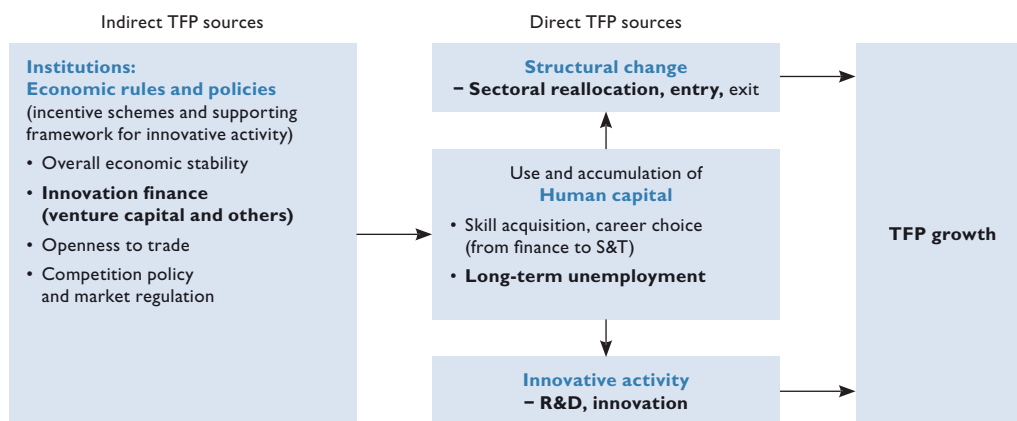 Indirect TFP sources
Direct TFP sources
Institutions:
Economic rules and policies
(incentive schemes and supporting
framework for innovative activity)
• Overall economic stability
• Innovation finance
(venture capital and others)
• Openness to trade
• Competition policy
and market regulation
Structural change
– Sectoral reallocation, entry, exit
Use and accumulation of
Human capital
• Skill acquisition, career choice
(from finance to S&T)
• Long-term unemployment
Innovative activity
– R&D, innovation
TFP growth